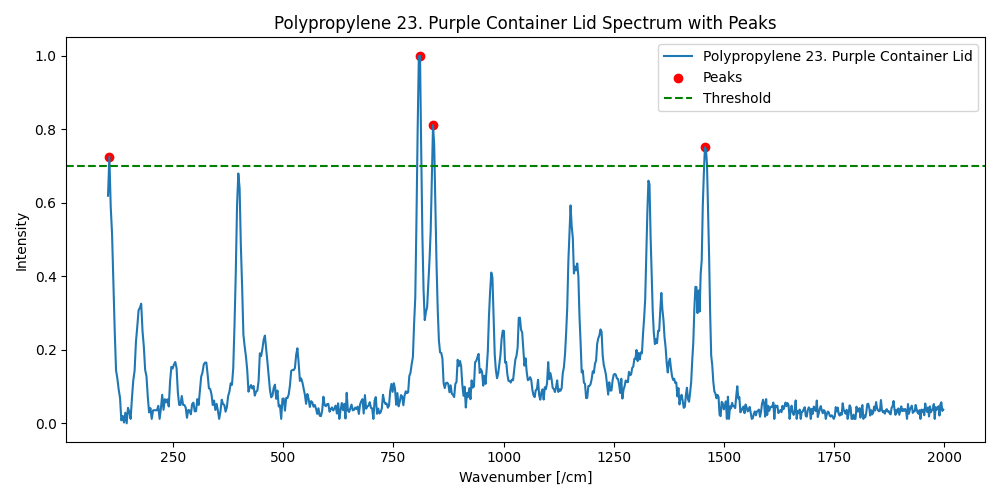 Polypropylene 23. Purple Container Lid Spectrum with Peaks
Polypropylene 23. Purple Container Lid
Peaks
Threshold
Intensity
1.0
0.8
0.6
0.4
0.2
0.0
250 500 750 1000 1250 1500 1750 2000
Wavenumber [/cm]